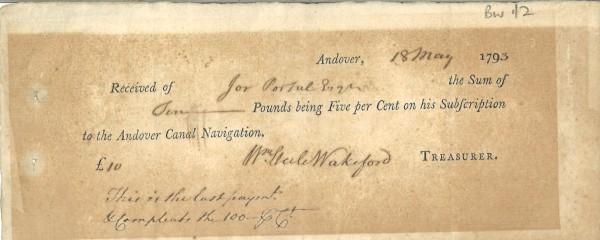 Bw 1/2
Andover, 18 May 1793
Received of Jos Portal Esqr the Sum of
Ten Pounds being Five per Cent on his Subſcription
to the Andover Canal Navigation.
£10 Wm Steele Wakeford TREASURER.
This is the last paymt
& Compleats the 100 £ Ct